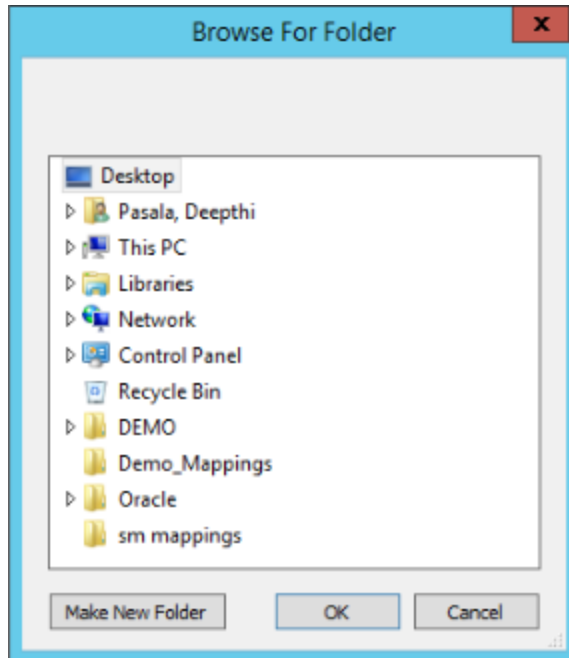 Browse For Folder
x
Desktop
Pasala, Deepthi
This PC
Libraries
Network
Control Panel
Recycle Bin
DEMO
Demo_Mappings
Oracle
sm mappings
Make New Folder OK Cancel